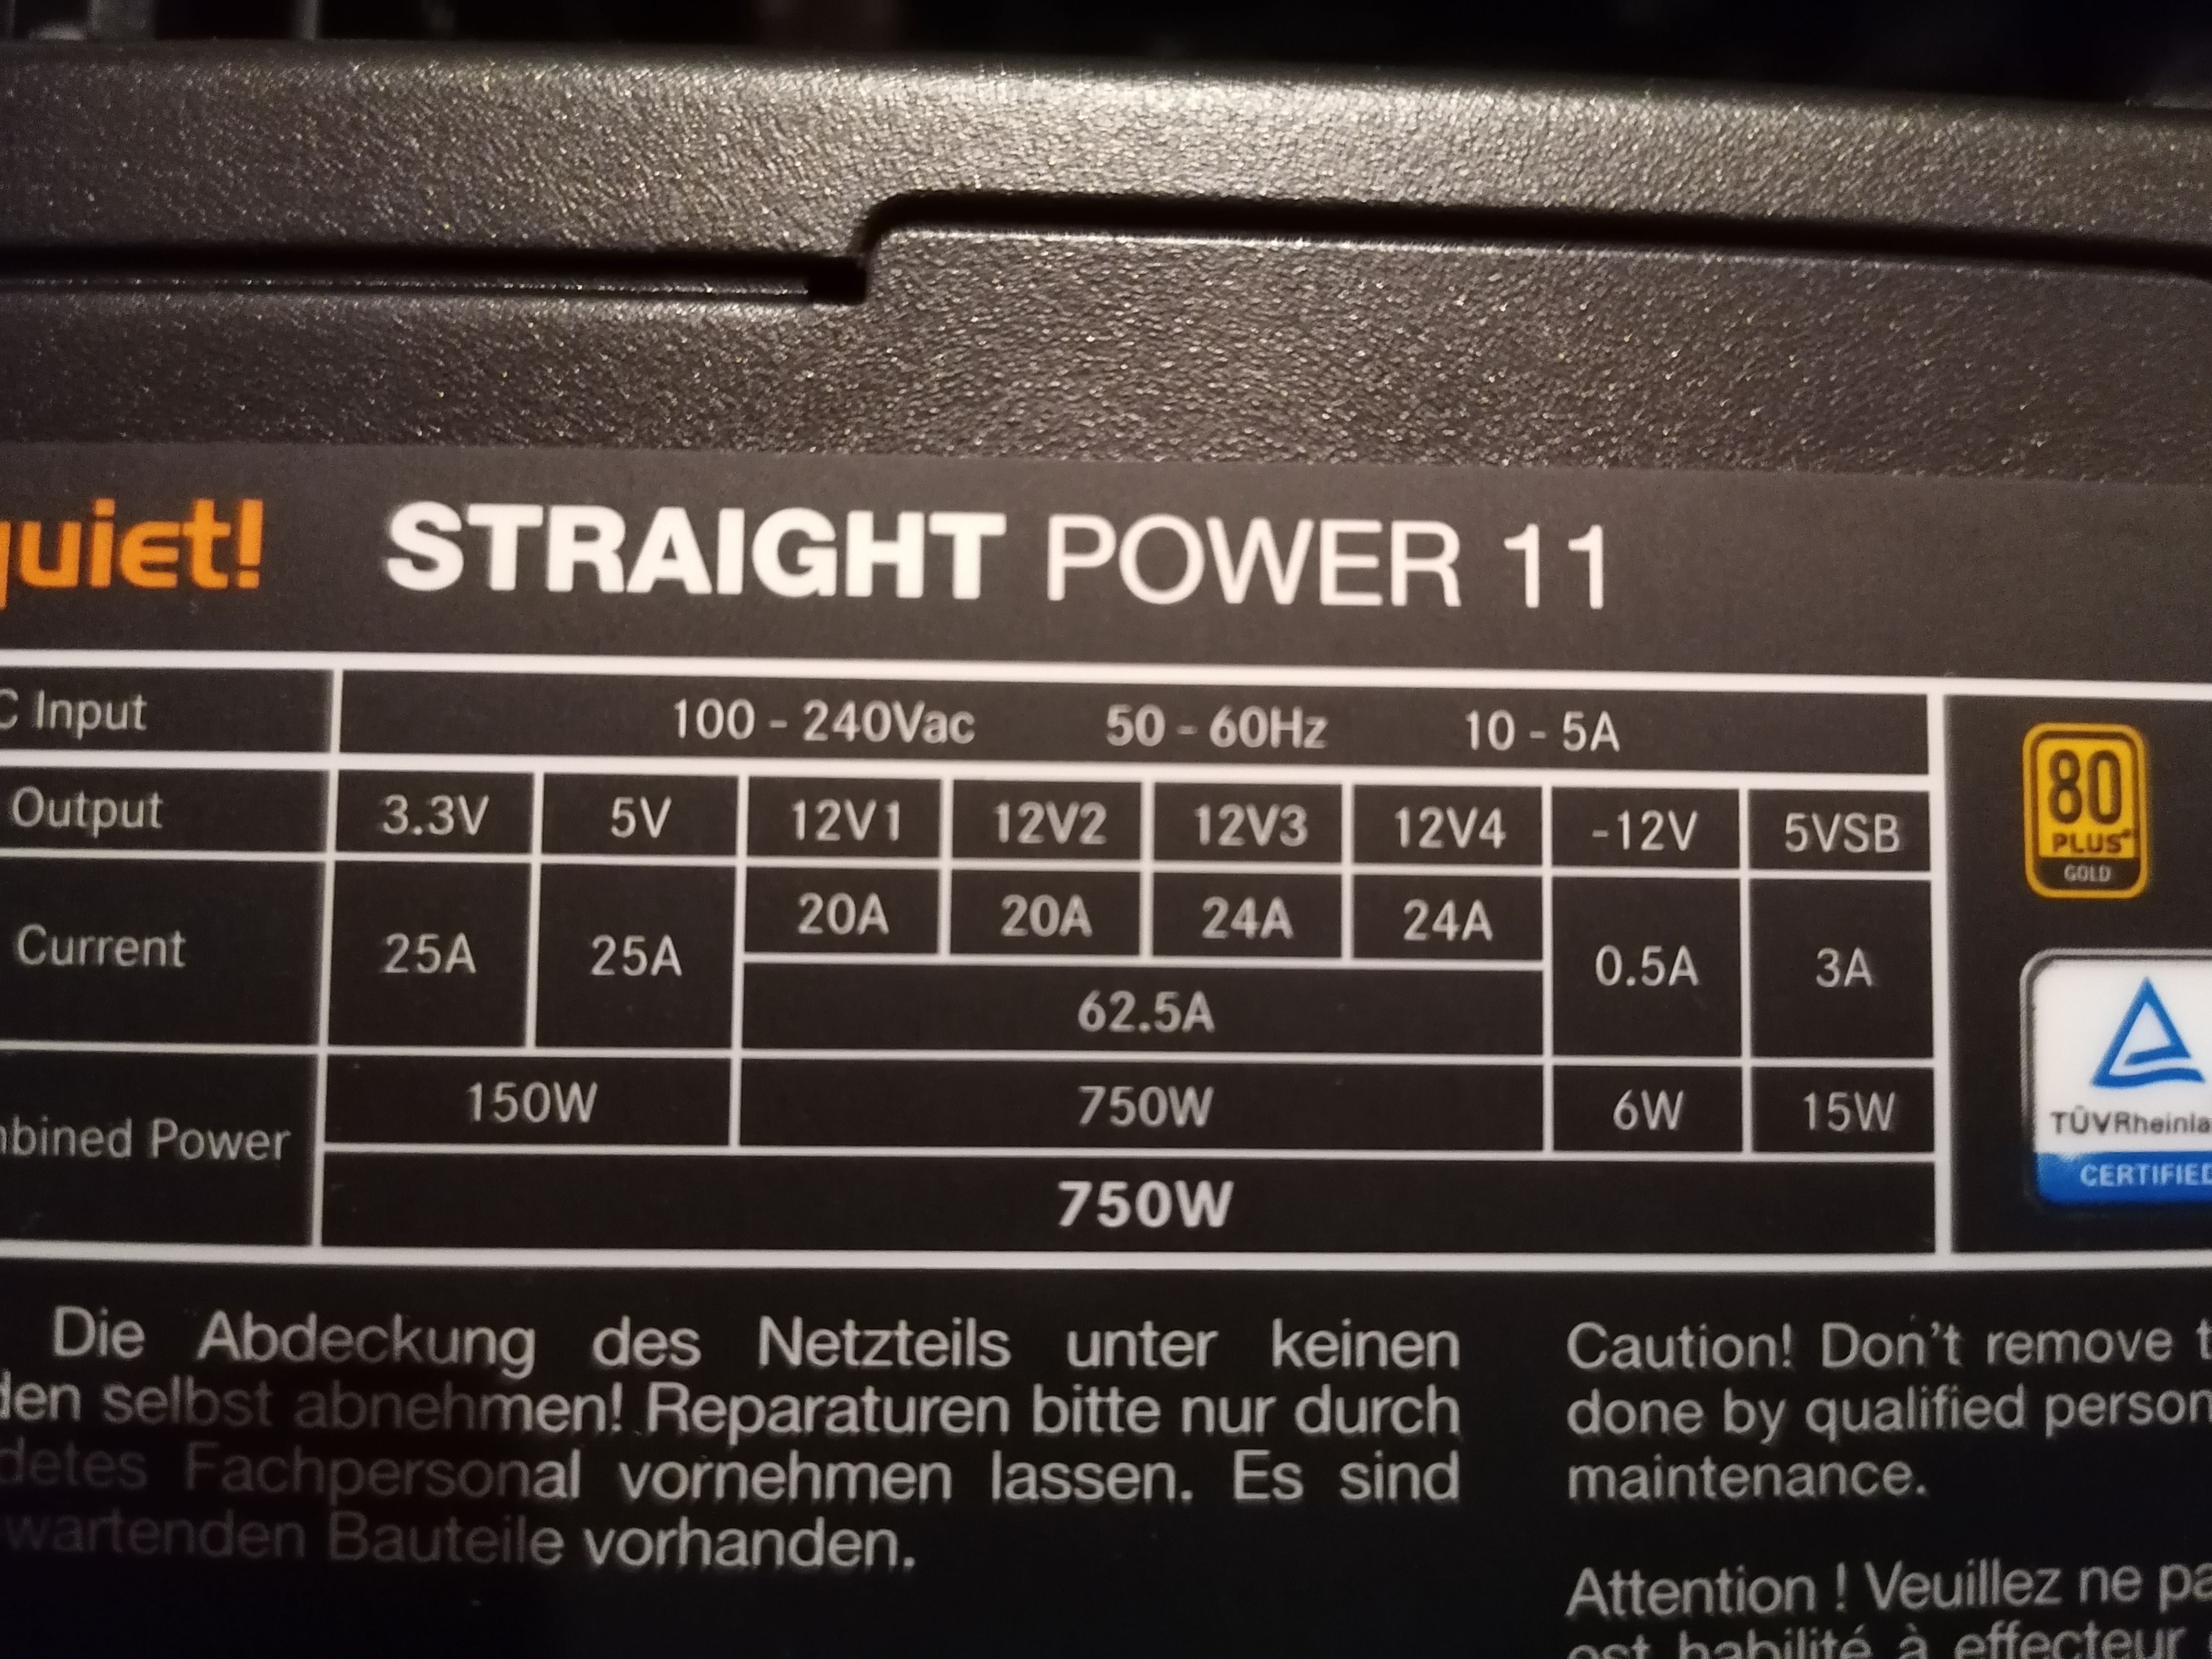 quiet! STRAIGHT POWER 11
C Input 100 - 240Vac 50 - 60Hz 10 - 5A
Output 3.3V 5V 12V1 12V2 12V3 12V4 -12V 5VSB
Current 25A 25A 20A 20A 24A 24A 0.5A 3A
62.5A
mbined Power 150W 750W 6W 15W
750W
80
PLUS
GOLD
TÜVRheinla
CERTIFIED
Die Abdeckung des Netzteils unter keinen
den selbst abnehmen! Reparaturen bitte nur durch
detes Fachpersonal vornehmen lassen. Es sind
wartenden Bauteile vorhanden.
Caution! Don't remove t
done by qualified person
maintenance.
Attention ! Veuillez ne pa
est habilité à effecteur